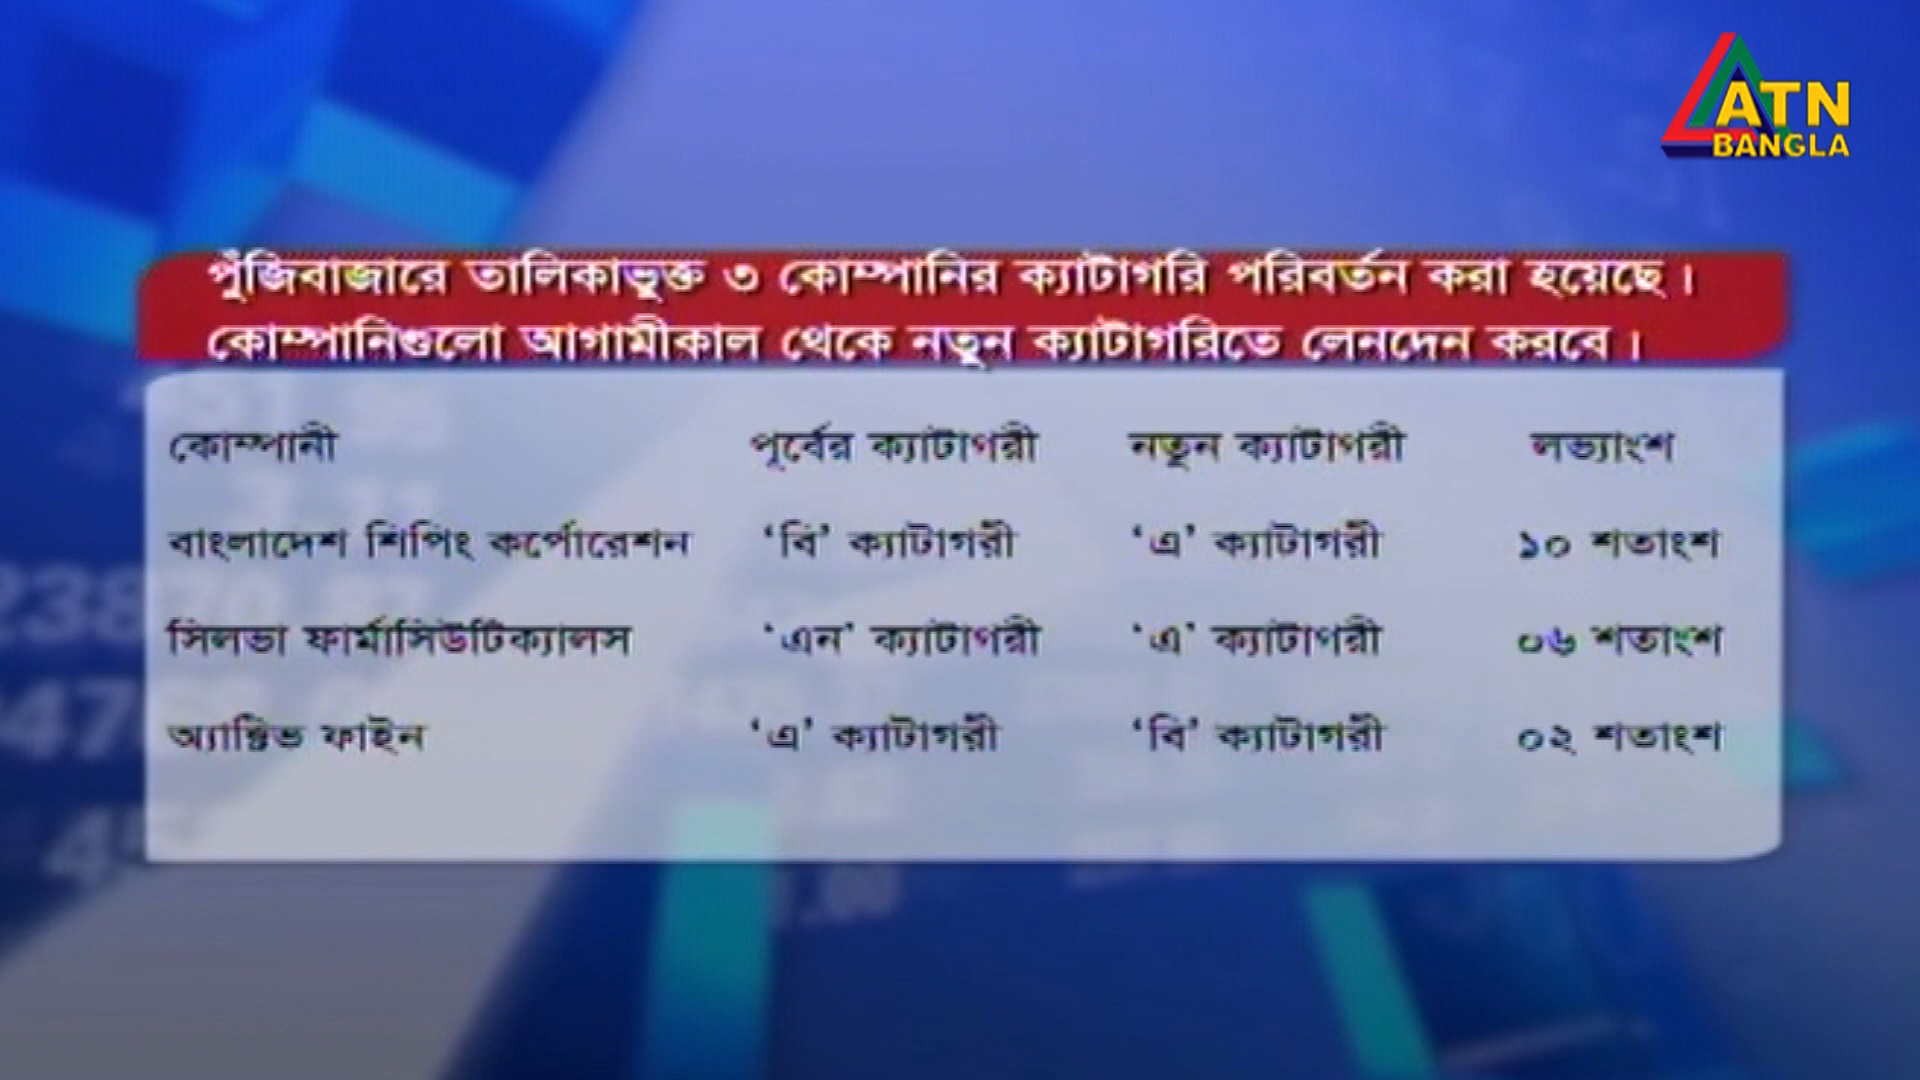 ATN
BANGLA
পুঁজিবাজারে তালিকাভুক্ত ৩ কোম্পানির ক্যাটাগরি পরিবর্তন করা হয়েছে।
কোম্পানিগুলো আগামীকাল থেকে নতুন ক্যাটাগরিতে লেনদেন করবে।
কোম্পানী পূর্বের ক্যাটাগরী নতুন ক্যাটাগরী লভ্যাংশ
বাংলাদেশ শিপিং কর্পোরেশন ‘বি’ ক্যাটাগরী ‘এ’ ক্যাটাগরী ১০ শতাংশ
সিলভা ফার্মাসিউটিক্যালস ‘এন’ ক্যাটাগরী ‘এ’ ক্যাটাগরী ০৬ শতাংশ
অ্যাক্টিভ ফাইন ‘এ’ ক্যাটাগরী ‘বি’ ক্যাটাগরী ০২ শতাংশ